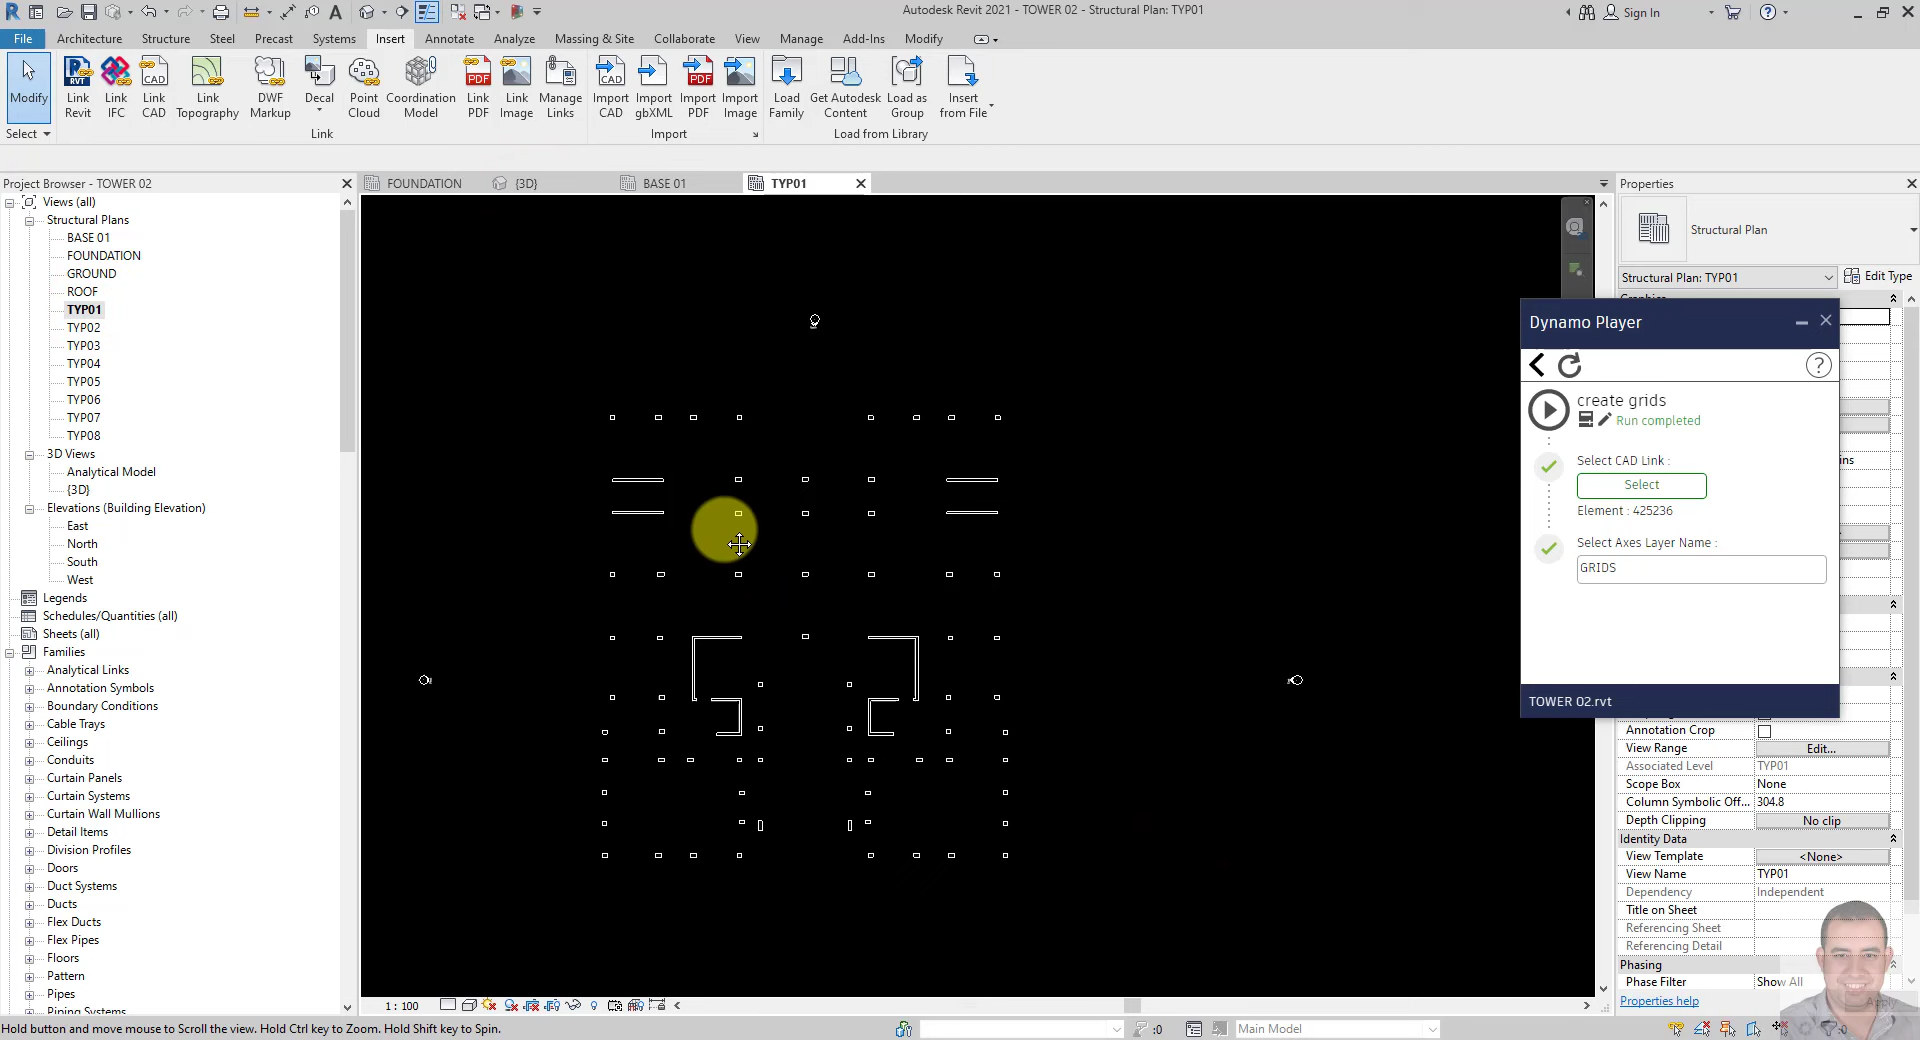 Autodesk Revit 2021 - TOWER 02 - Structural Plan: TYP01
Sign In
File Architecture Structure Steel Precast Systems Insert Annotate Analyze Massing & Site Collaborate View Manage Add-Ins Modify
Modify
Link Revit
Link IFC
Link CAD
Link Topography
DWF Markup
Decal
Point Cloud
Coordination Model
Link PDF
Link Image
Manage Links
Import CAD
Import gbXML
Import PDF
Import Image
Load Family
Get Autodesk Content
Load as Group
Insert from File
Select
Link
Import
Load from Library
Project Browser - TOWER 02
Views (all)
Structural Plans
BASE 01
FOUNDATION
GROUND
ROOF
TYP01
TYP02
TYP03
TYP04
TYP05
TYP06
TYP07
TYP08
3D Views
Analytical Model
{3D}
Elevations (Building Elevation)
East
North
South
West
Legends
Schedules/Quantities (all)
Sheets (all)
Families
Analytical Links
Annotation Symbols
Boundary Conditions
Cable Trays
Ceilings
Conduits
Curtain Panels
Curtain Systems
Curtain Wall Mullions
Detail Items
Division Profiles
Doors
Duct Systems
Ducts
Flex Ducts
Flex Pipes
Floors
Pattern
Pipes
Piping Systems
FOUNDATION
{3D}
BASE 01
TYP01
Properties
Structural Plan
Structural Plan: TYP01
Edit Type
Graphics
Dynamo Player
create grids
Run completed
Select CAD Link :
Select
Element : 425236
Select Axes Layer Name :
GRIDS
TOWER 02.rvt
Annotation Crop
View Range Edit...
Associated Level TYP01
Scope Box None
Column Symbolic Off... 304.8
Depth Clipping No clip
Identity Data
View Template <None>
View Name TYP01
Dependency Independent
Title on Sheet
Referencing Sheet
Referencing Detail
Phasing
Phase Filter Show All
Properties help
Apply
1 : 100
Hold button and move mouse to Scroll the view. Hold Ctrl key to Zoom. Hold Shift key to Spin.
:0
Main Model
:0